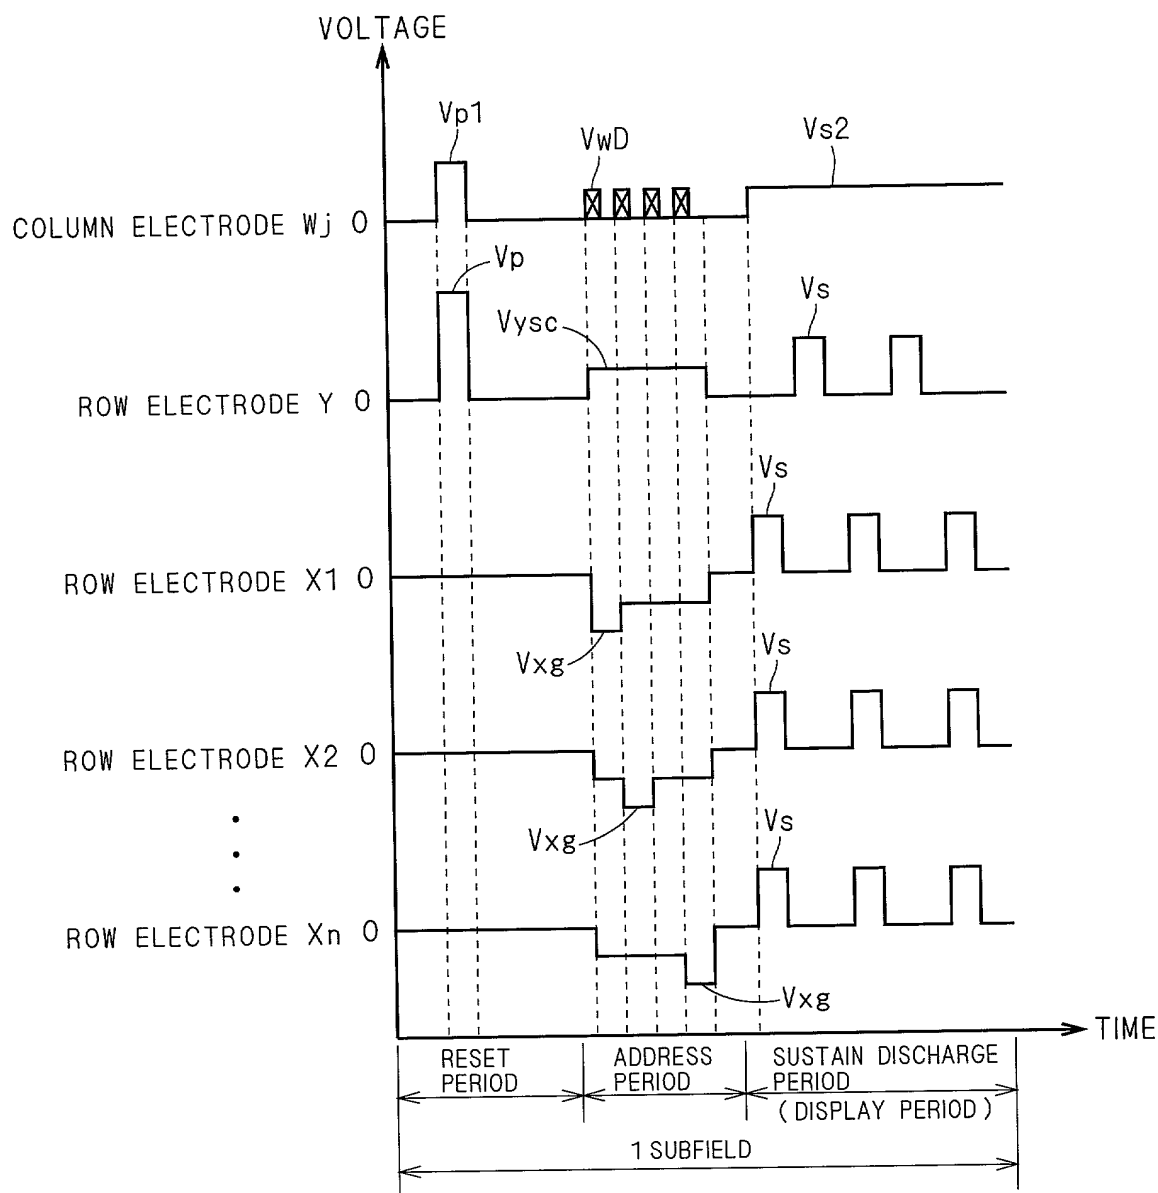 VOLTAGE
Vp1
VwD
Vs2
COLUMN ELECTRODE Wj 0
Vp
Vysc
Vs
ROW ELECTRODE Y 0
Vs
ROW ELECTRODE X1 0
Vxg
Vs
ROW ELECTRODE X2 0
Vxg
Vs
ROW ELECTRODE Xn 0
Vxg
TIME
RESET
PERIOD
ADDRESS
PERIOD
SUSTAIN DISCHARGE
PERIOD
(DISPLAY PERIOD)
1 SUBFIELD